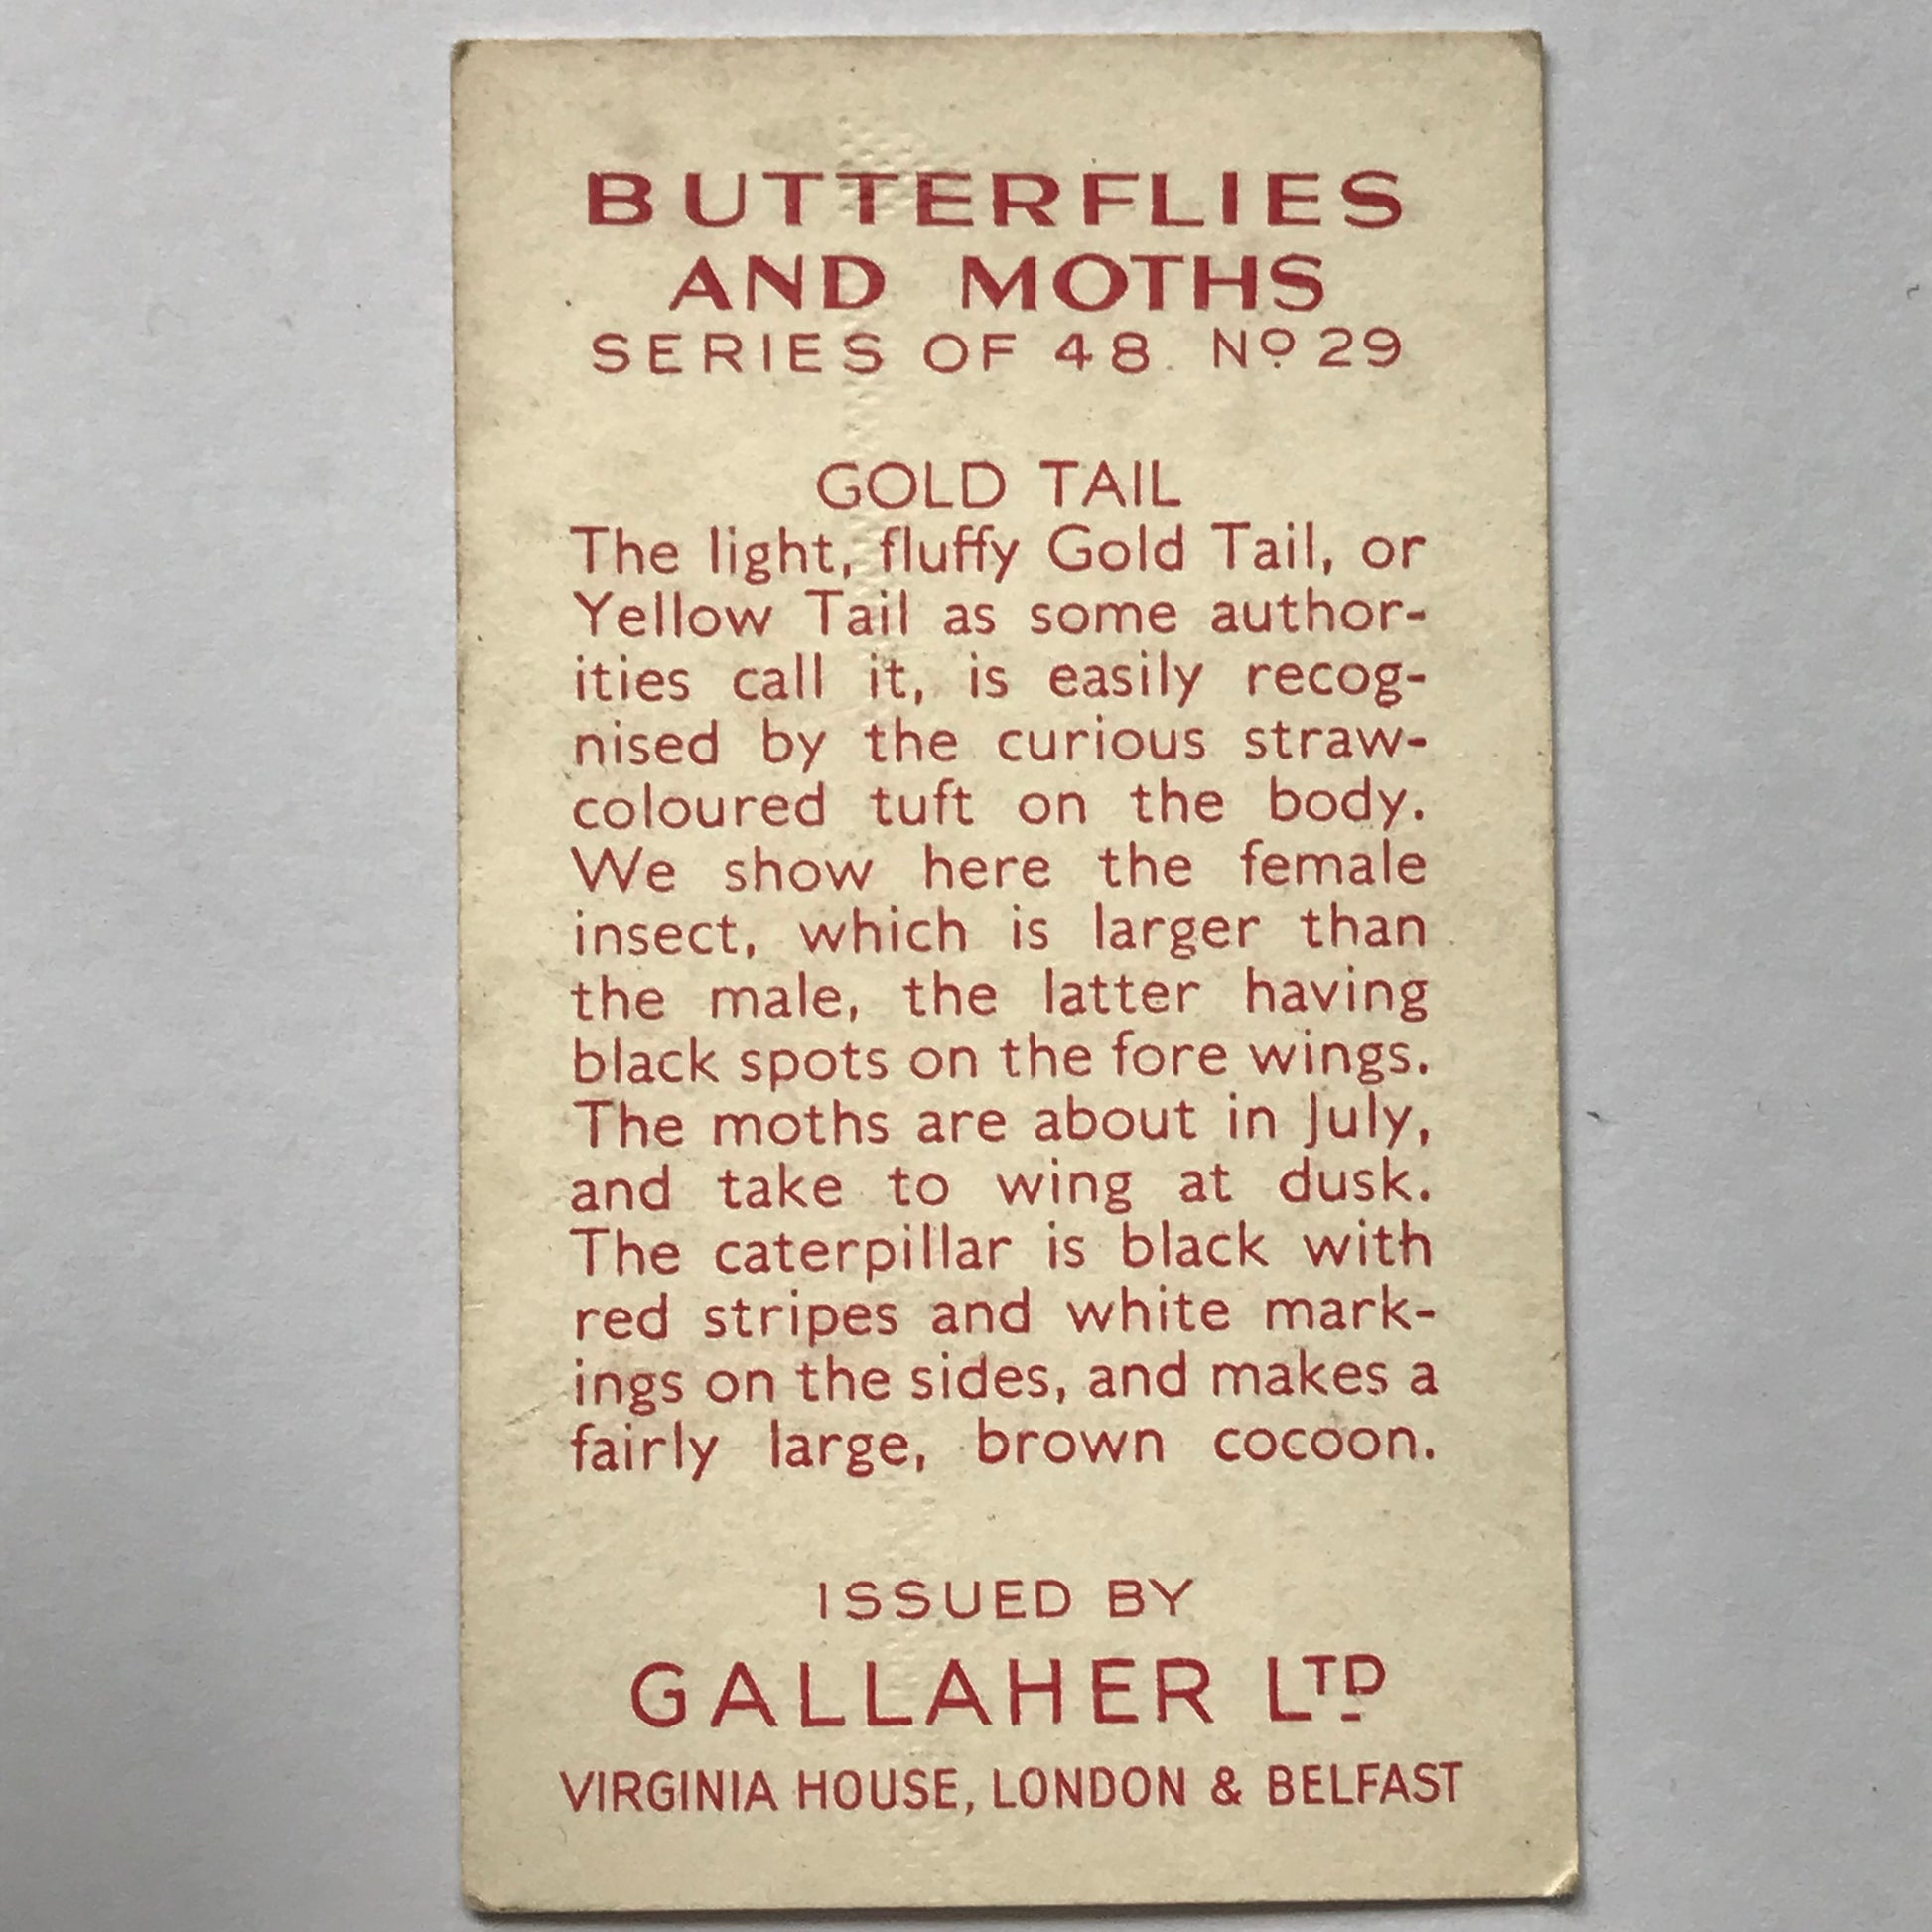 BUTTERFLIES
AND MOTHS
SERIES OF 48. Nº 29
GOLD TAIL
The light, fluffy Gold Tail, or
Yellow Tail as some author-
ities call it, is easily recog-
nised by the curious straw-
coloured tuft on the body.
We show here the female
insect, which is larger than
the male, the latter having
black spots on the fore wings.
The moths are about in July,
and take to wing at dusk.
The caterpillar is black with
red stripes and white mark-
ings on the sides, and makes a
fairly large, brown cocoon.
ISSUED BY
GALLAHER LTD
VIRGINIA HOUSE, LONDON & BELFAST